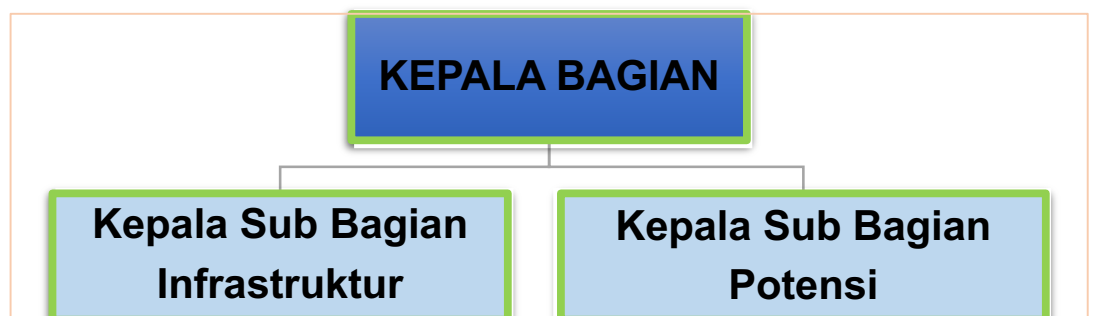 KEPALA BAGIAN
Kepala Sub Bagian
Infrastruktur
Kepala Sub Bagian
Potensi